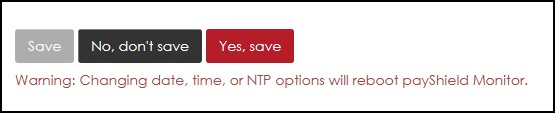 Save No, don't save Yes, save
Warning: Changing date, time, or NTP options will reboot payShield Monitor.